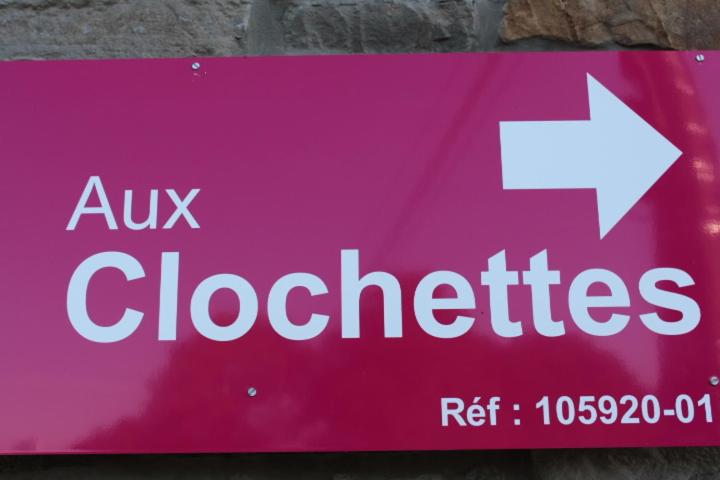 Aux
Clochettes
Réf : 105920-01